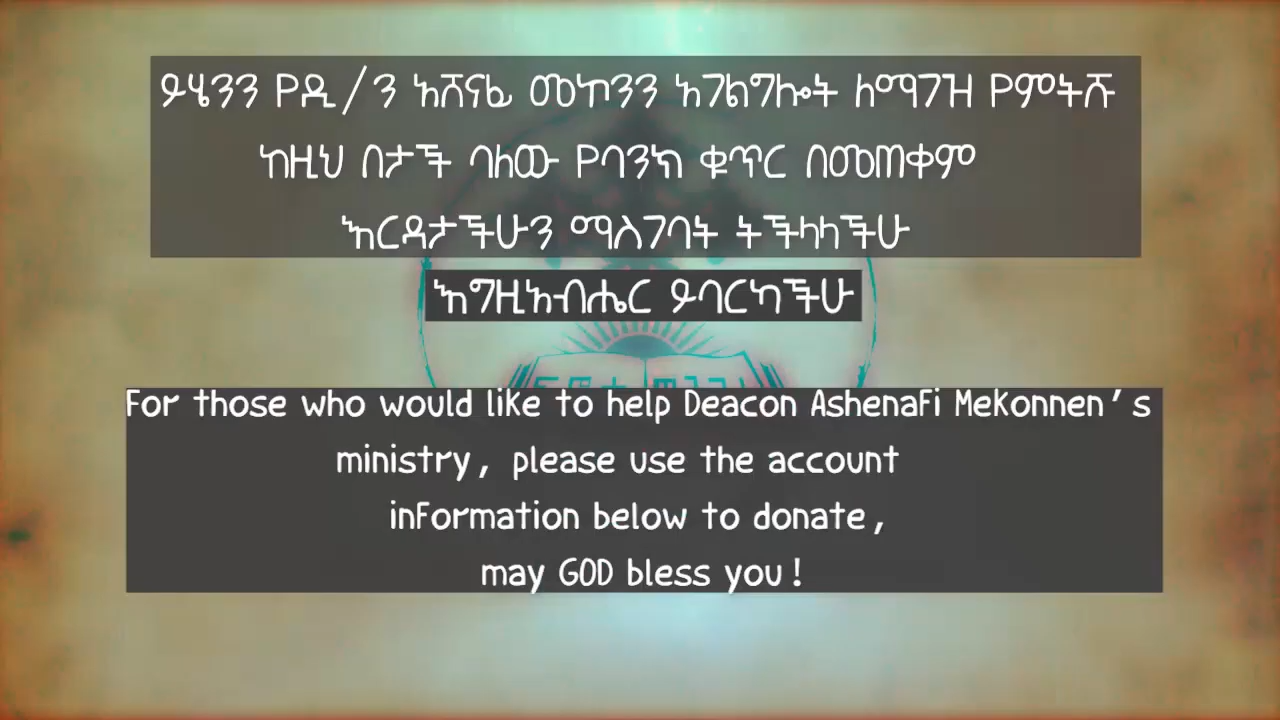 ይሄንን የዲ/ን አሸናፊ መኮንን አገልግሎት ለማገዝ የምትሹ
ከዚህ በታች ባለው የባንክ ቁጥር በመጠቀም
እርዳታችሁን ማስገባት ትችላላችሁ
እግዚአብሔር ይባርካችሁ
For those who would like to help Deacon Ashenafi Mekonnen's
ministry, please use the account
information below to donate,
may GOD bless you!